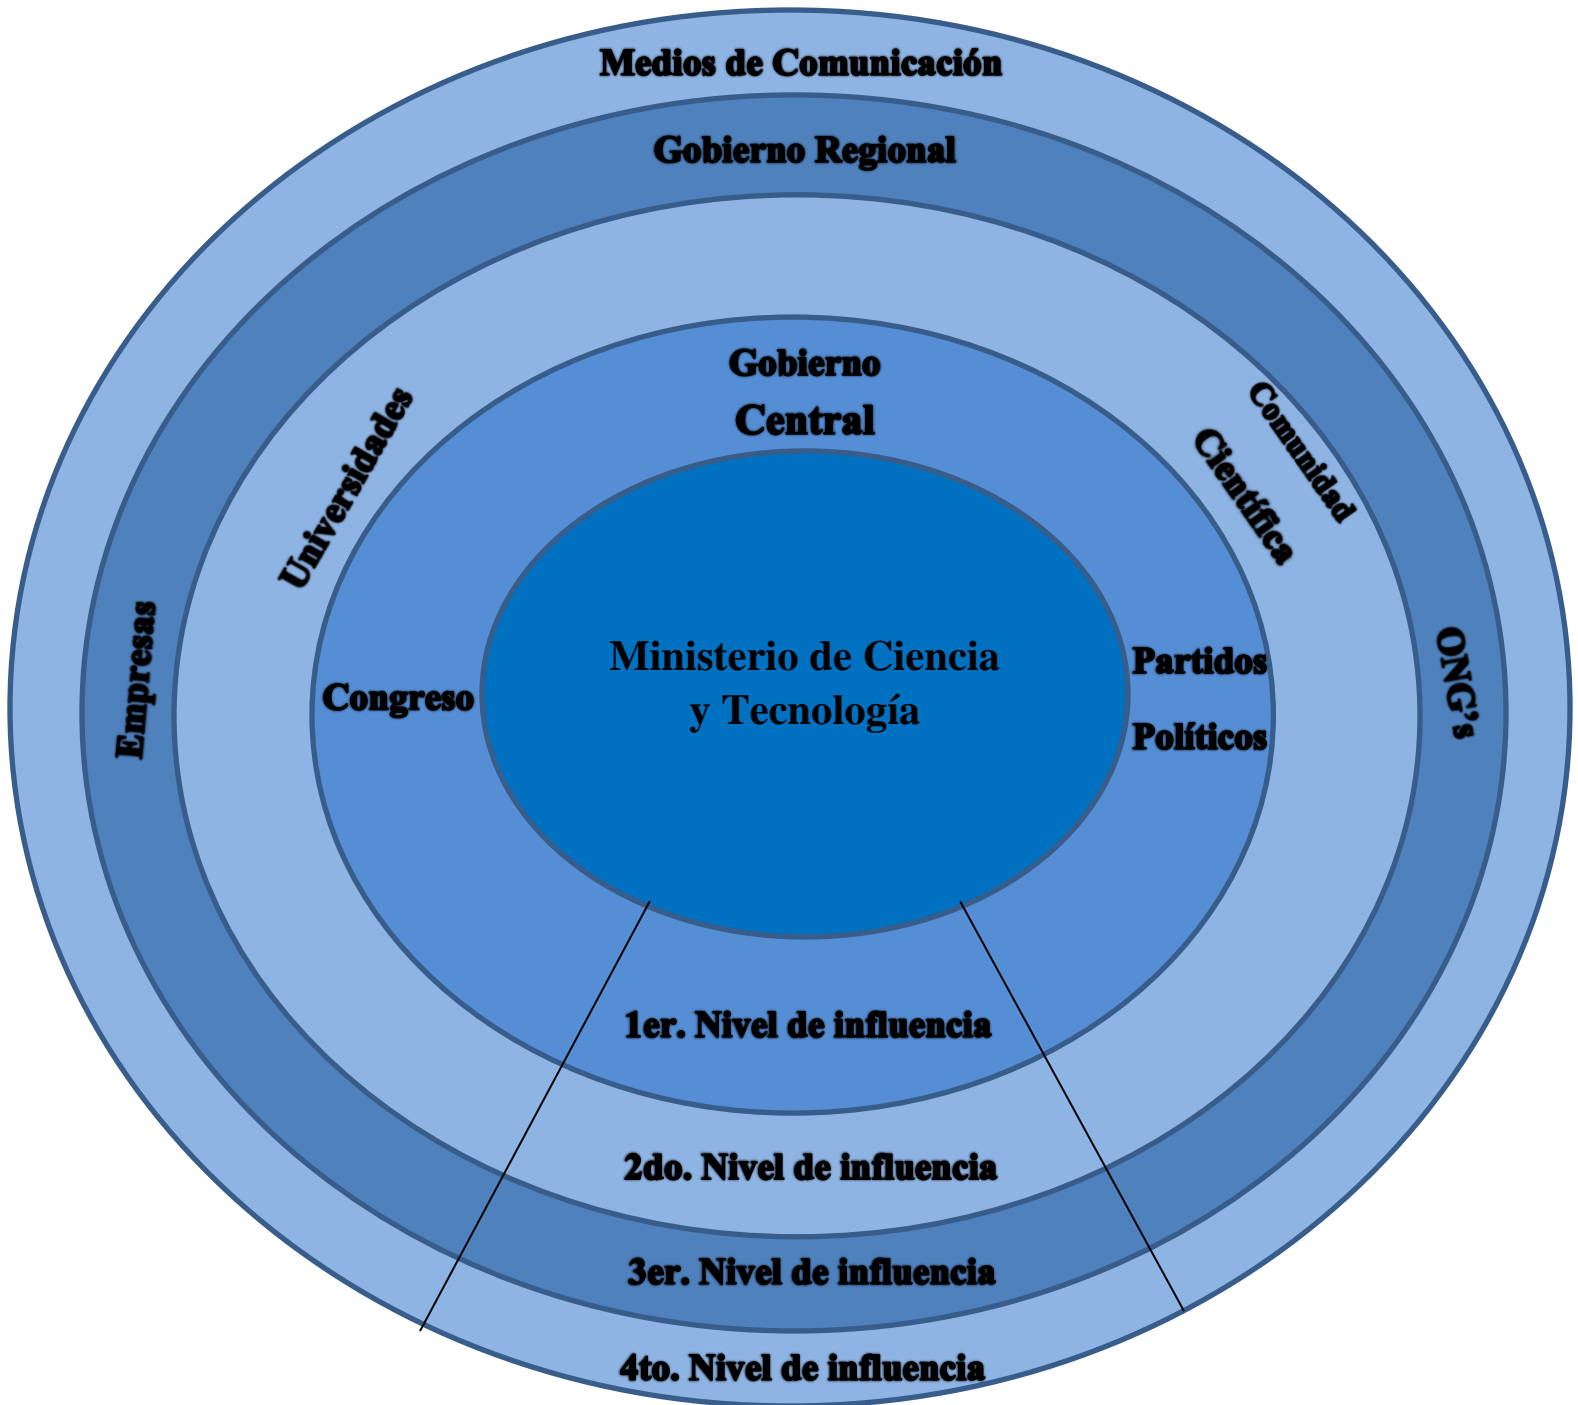 Medios de Comunicación
Gobierno Regional
Gobierno
Central
Universidades
Comunidad
Científica
Empresas
Congreso
Ministerio de Ciencia
y Tecnología
Partidos
Políticos
ONG’s
1er. Nivel de influencia
2do. Nivel de influencia
3er. Nivel de influencia
4to. Nivel de influencia